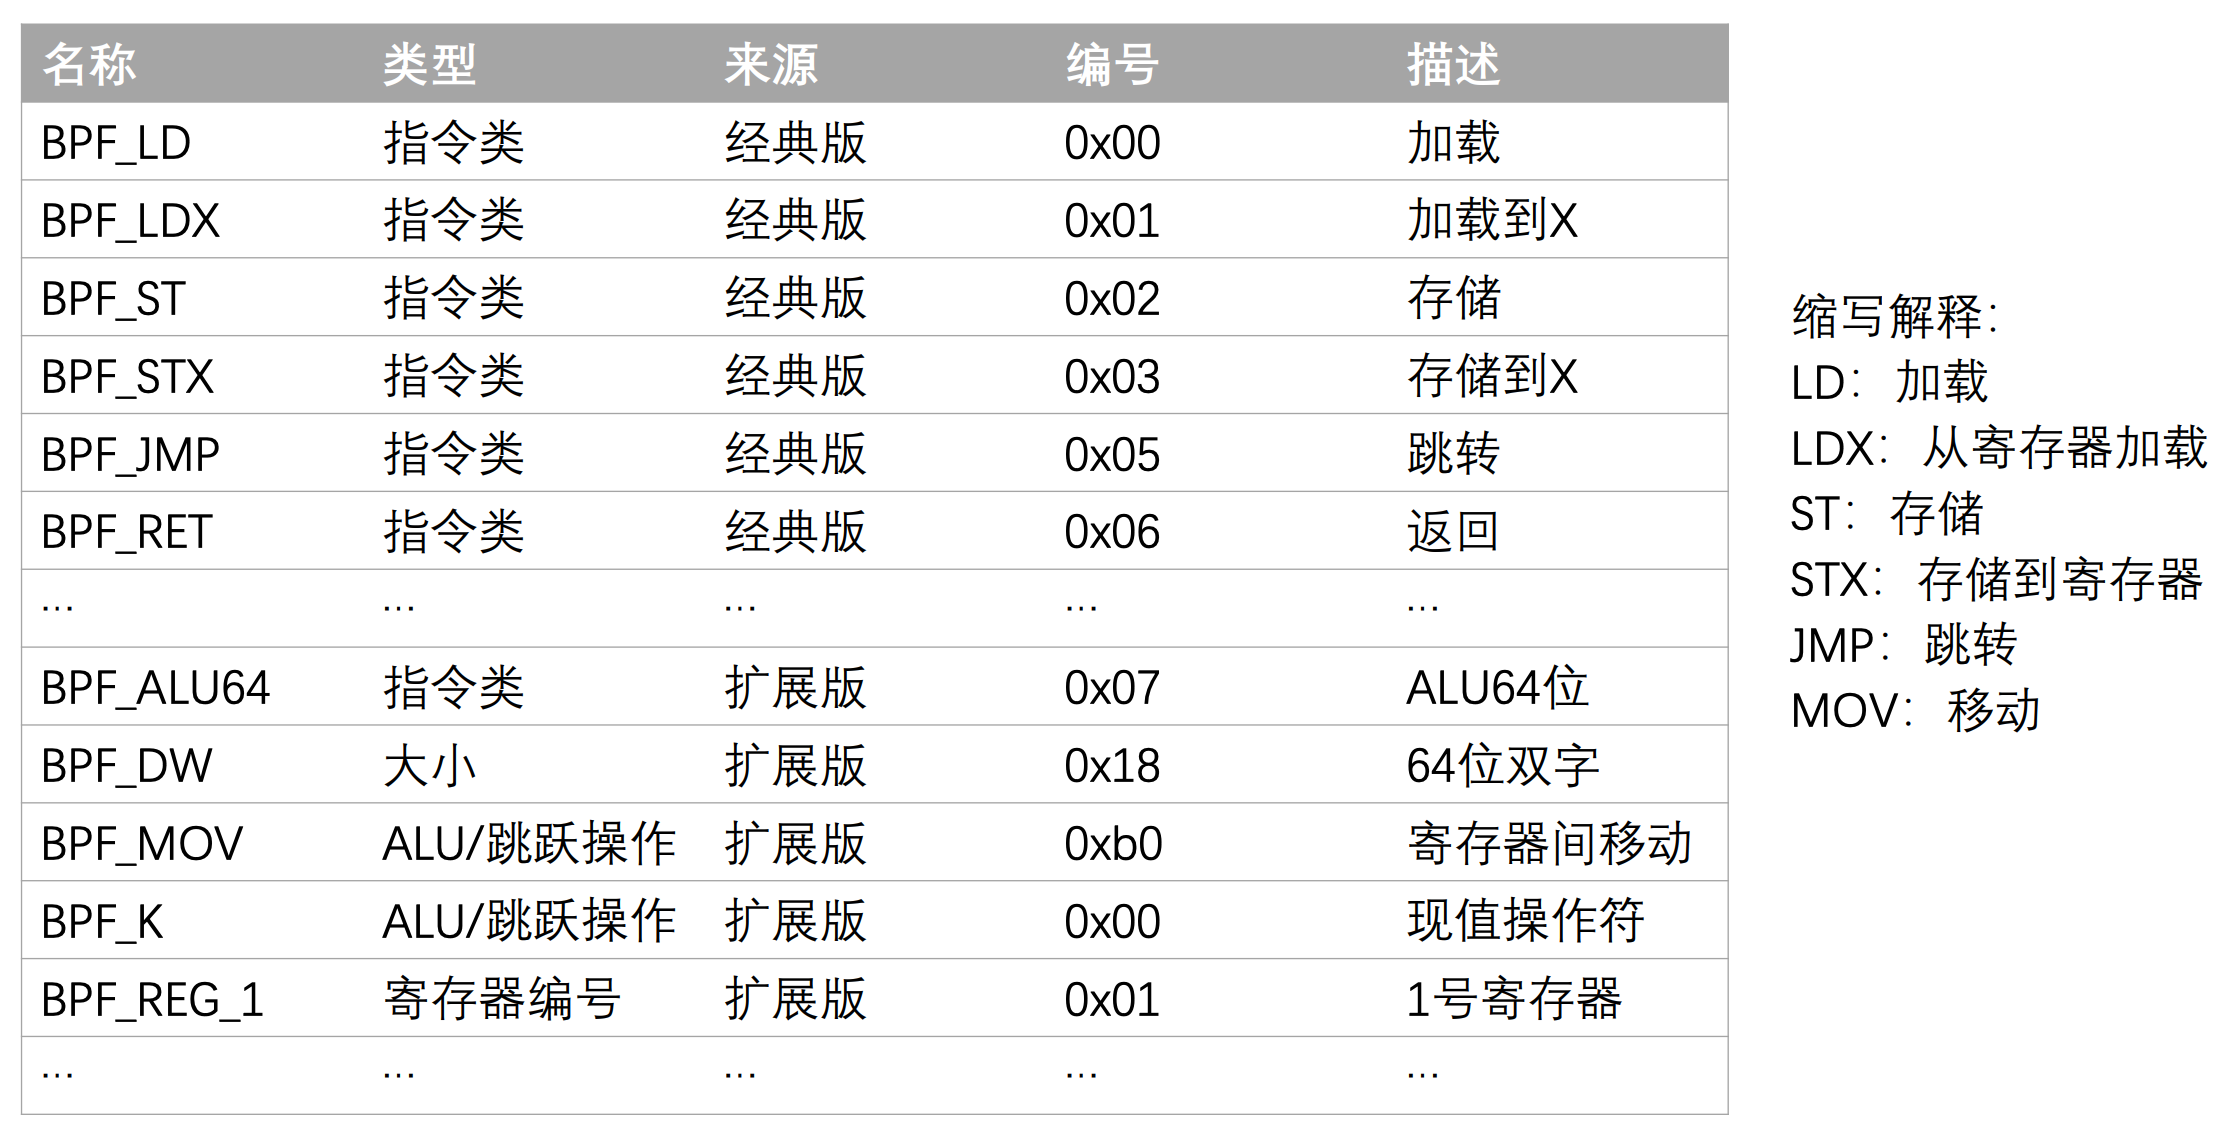 名称 类型 来源 编号 描述
BPF_LD 指令类 经典版 0x00 加载
BPF_LDX 指令类 经典版 0x01 加载到X
BPF_ST 指令类 经典版 0x02 存储
BPF_STX 指令类 经典版 0x03 存储到X
BPF_JMP 指令类 经典版 0x05 跳转
BPF_RET 指令类 经典版 0x06 返回
... ... ... ... ...
BPF_ALU64 指令类 扩展版 0x07 ALU64位
BPF_DW 大小 扩展版 0x18 64位双字
BPF_MOV ALU/跳跃操作 扩展版 0xb0 寄存器间移动
BPF_K ALU/跳跃操作 扩展版 0x00 现值操作符
BPF_REG_1 寄存器编号 扩展版 0x01 1号寄存器
... ... ... ... ...
缩写解释：
LD：加载
LDX：从寄存器加载
ST：存储
STX：存储到寄存器
JMP：跳转
MOV：移动